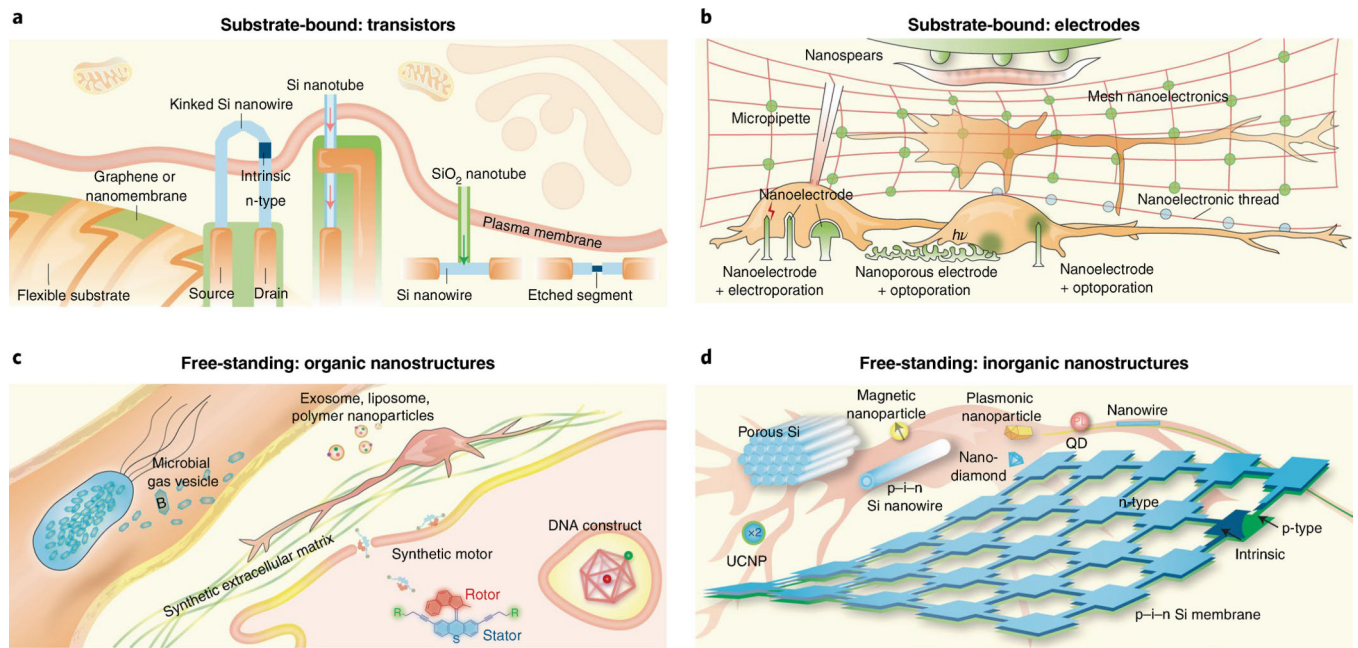 a
Substrate-bound: transistors
Si nanotube
Kinked Si nanowire
SiO2 nanotube
Graphene or
nanomembrane
Intrinsic
n-type
Plasma membrane
Flexible substrate
Source
Drain
Si nanowire
Etched segment
b
Substrate-bound: electrodes
Nanospears
Mesh nanoelectronics
Micropipette
Nanoelectrode
Nanoelectronic thread
hν
Nanoelectrode
+ electroporation
Nanoporous electrode
+ optoporation
Nanoelectrode
+ optoporation
c
Free-standing: organic nanostructures
Exosome, liposome,
polymer nanoparticles
Microbial
gas vesicle
B
Synthetic extracellular matrix
Synthetic motor
DNA construct
Rotor
R
R
S
Stator
d
Free-standing: inorganic nanostructures
Magnetic
nanoparticle
Plasmonic
nanoparticle
QD
Nanowire
Porous Si
Nano-
diamond
p–i–n
Si nanowire
n-type
p-type
Intrinsic
×2
UCNP
p–i–n Si membrane